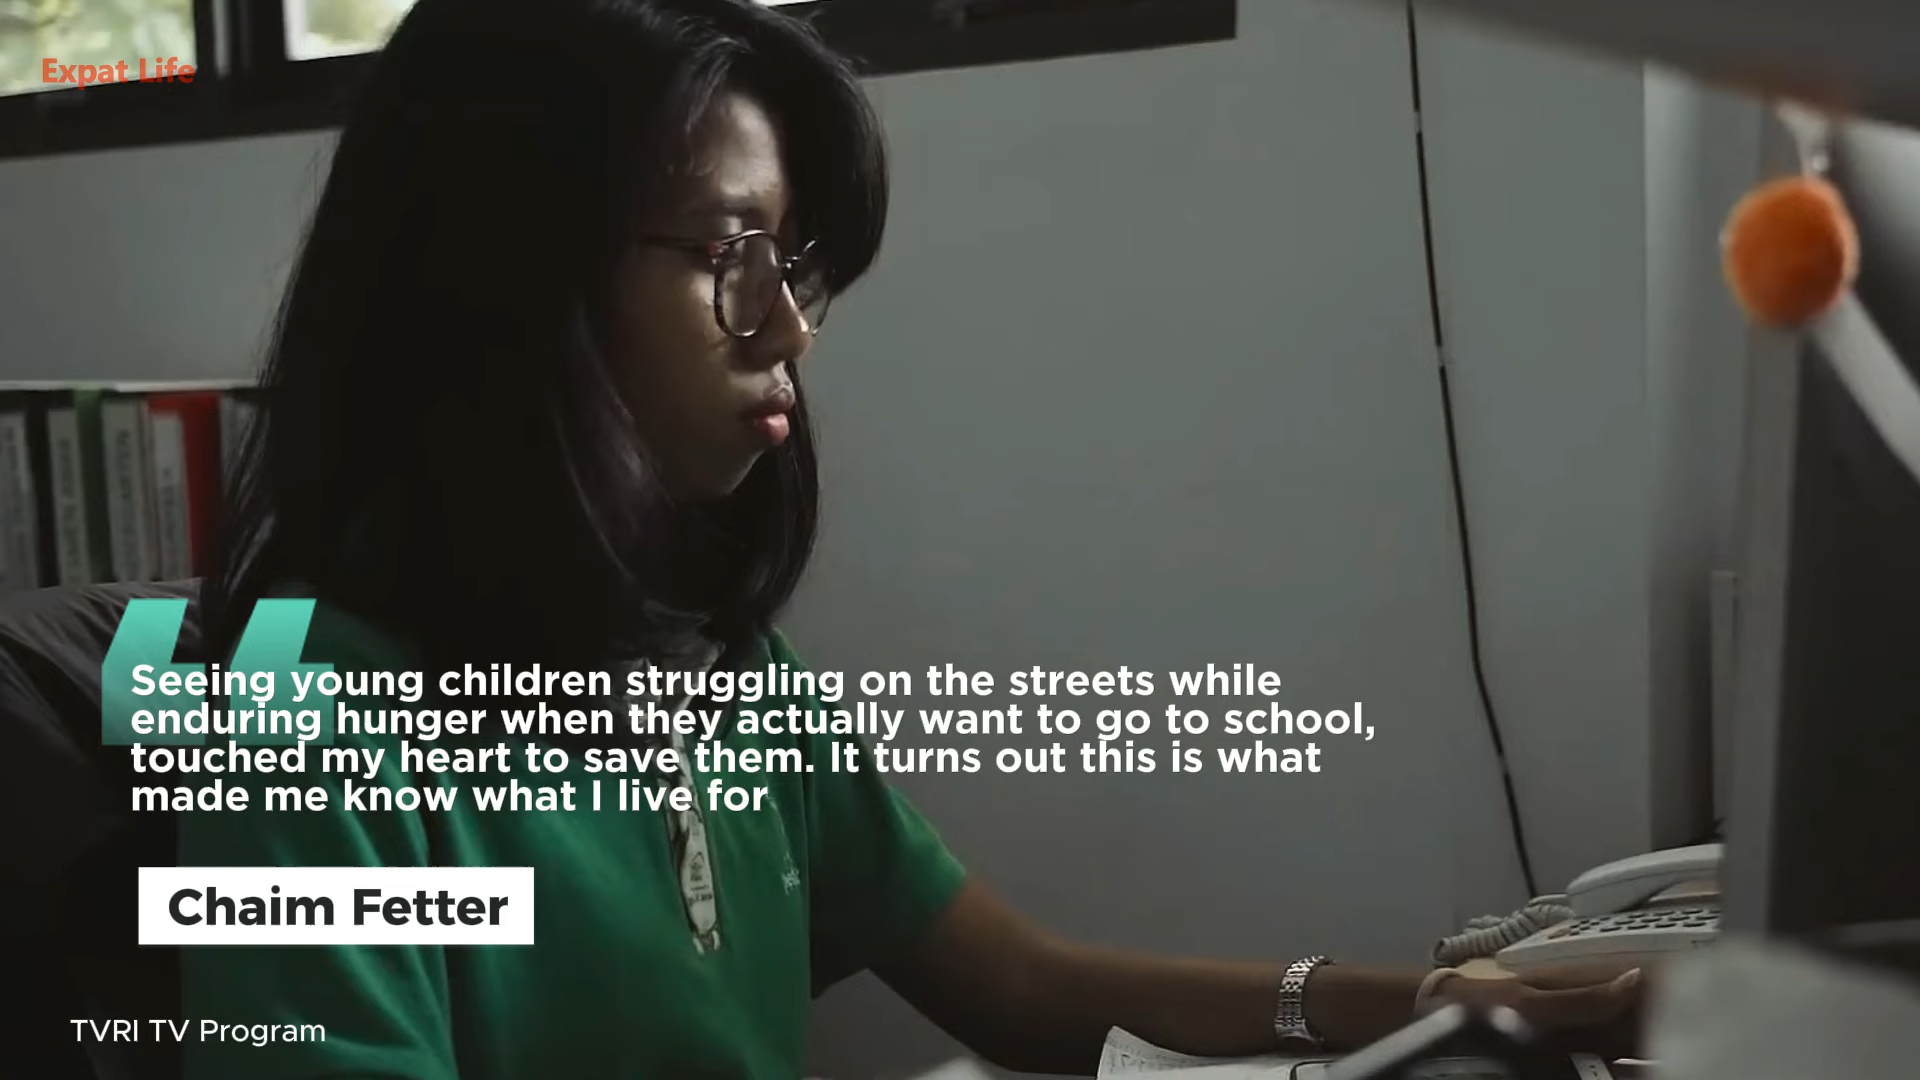 Expat Life
Seeing young children struggling on the streets while
enduring hunger when they actually want to go to school,
touched my heart to save them. It turns out this is what
made me know what I live for
Chaim Fetter
TVRI TV Program